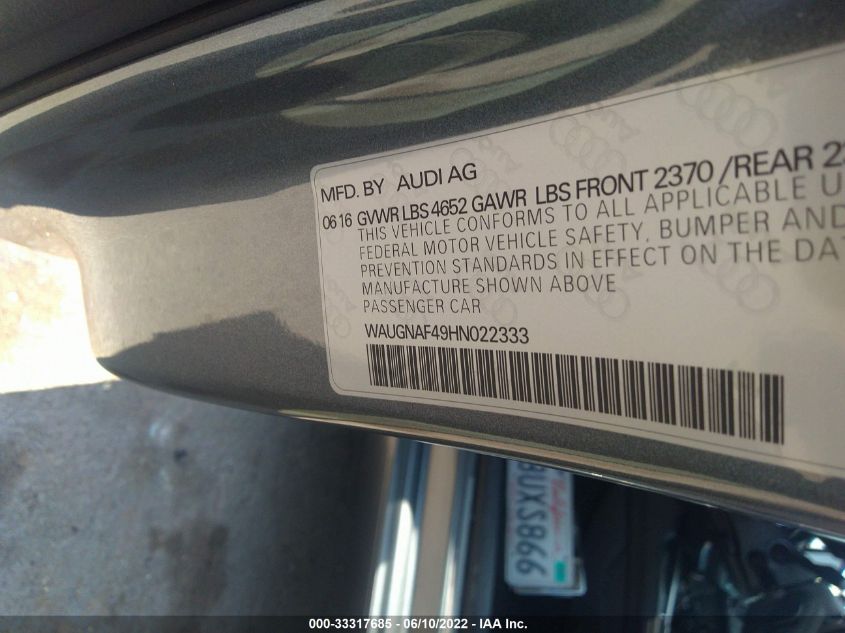 MFD. BY AUDI AG
06 16 GVWR LBS 4652 GAWR LBS FRONT 2370 /REAR
THIS VEHICLE CONFORMS TO ALL APPLICABLE
FEDERAL MOTOR VEHICLE SAFETY, BUMPER AND
PREVENTION STANDARDS IN EFFECT ON THE
MANUFACTURE SHOWN ABOVE
PASSENGER CAR
WAUGNAF49HN022333
000-33317685 - 06/10/2022 - IAA Inc.